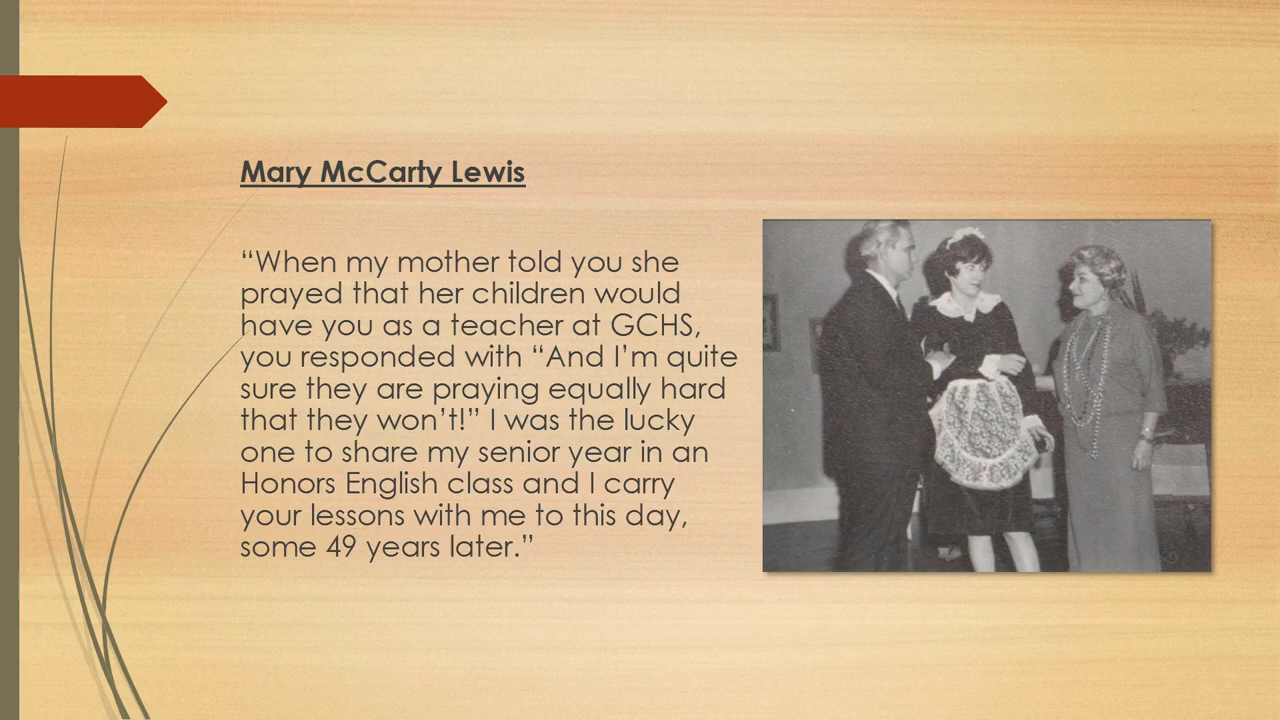 Mary McCarty Lewis
“When my mother told you she
prayed that her children would
have you as a teacher at GCHS,
you responded with “And I’m quite
sure they are praying equally hard
that they won’t!” I was the lucky
one to share my senior year in an
Honors English class and I carry
your lessons with me to this day,
some 49 years later.”